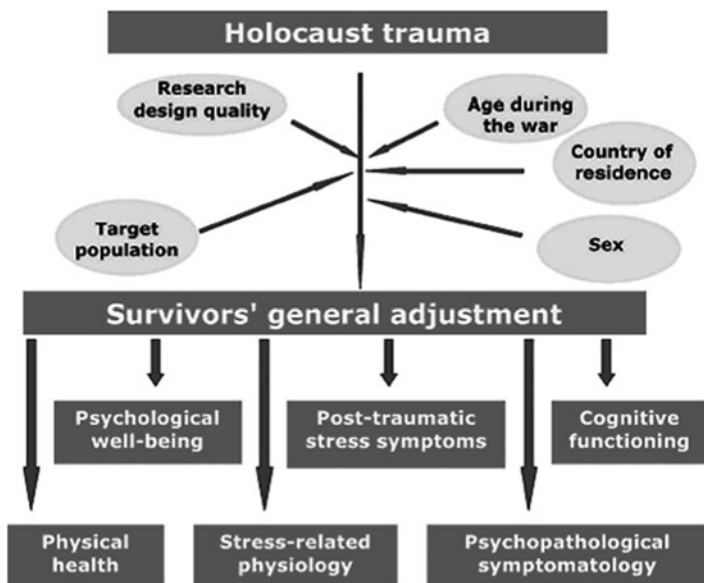 Holocaust trauma
Research
design quality
Age during
the war
Country of
residence
Target
population
Sex
Survivors' general adjustment
Psychological
well-being
Post-traumatic
stress symptoms
Cognitive
functioning
Physical
health
Stress-related
physiology
Psychopathological
symptomatology